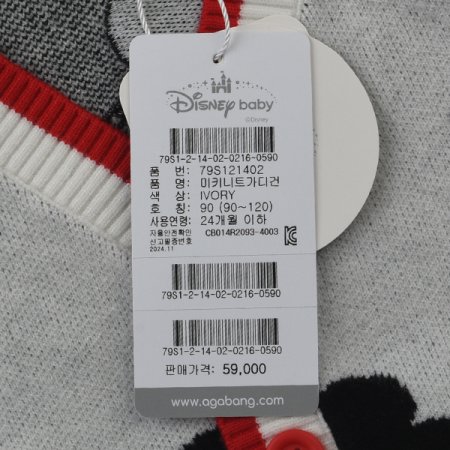 Disney baby
©Disney
79S1-2-14-02-0216-0590
품 번: 79S121402
품 명: 미키니트가디건
색 상: IVORY
호 칭: 90 (90~120)
사용연령: 24개월 이하
자율안전확인
신고필증번호 CB014R2093-4003
2024.11
79S1-2-14-02-0216-0590
79S1-2-14-02-0216-0590
판매가격: 59,000
www.agabang.com